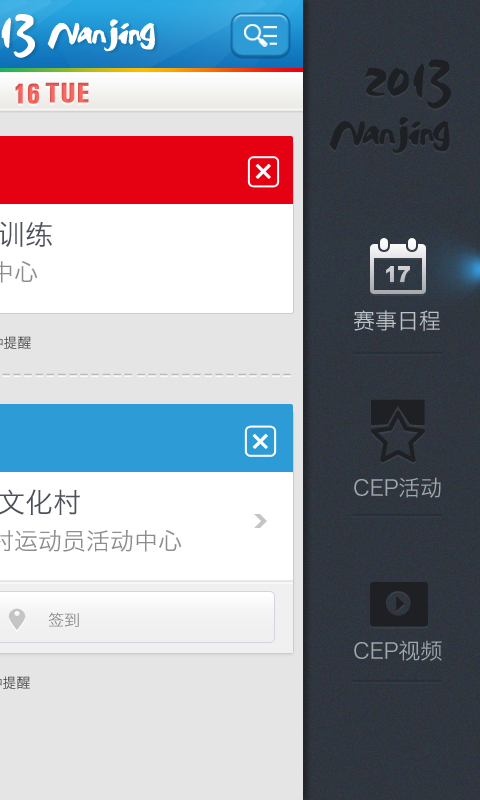 13 Nanjing
16 TUE
训练
中心
钟提醒
文化村
村运动员活动中心
签到
钟提醒
2013
Nanjing
17
赛事日程
CEP活动
CEP视频